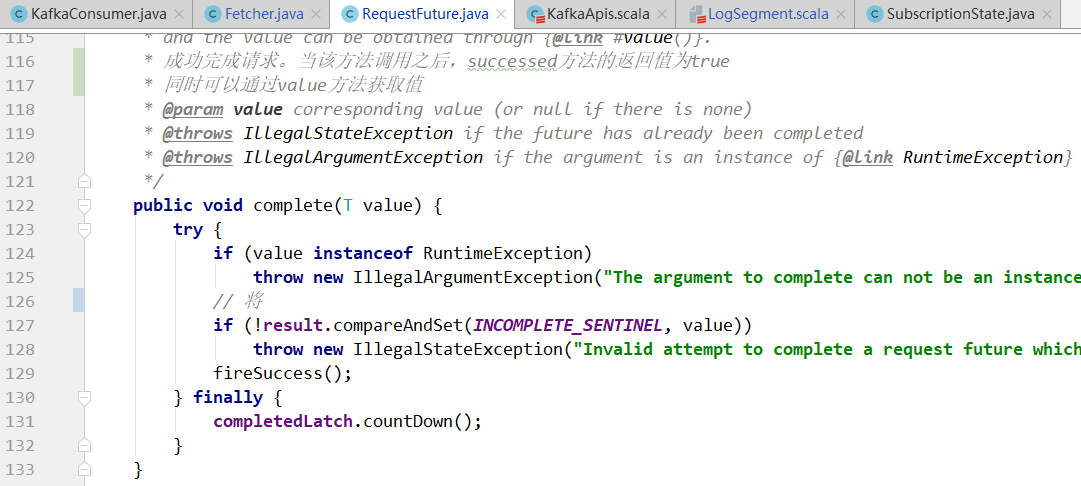 KafkaConsumer.java Fetcher.java RequestFuture.java KafkaApis.scala LogSegment.scala SubscriptionState.java
115 * and the value can be obtained through {@link #value()}.
116 * 成功完成请求。当该方法调用之后，successed方法的返回值为true
117 * 同时可以通过value方法获取值
118 * @param value corresponding value (or null if there is none)
119 * @throws IllegalStateException if the future has already been completed
120 * @throws IllegalArgumentException if the argument is an instance of {@link RuntimeException}
121 */
122 public void complete(T value) {
123 try {
124 if (value instanceof RuntimeException)
125 throw new IllegalArgumentException("The argument to complete can not be an instance
126 // 将
127 if (!result.compareAndSet(INCOMPLETE_SENTINEL, value))
128 throw new IllegalStateException("Invalid attempt to complete a request future which
129 fireSuccess();
130 } finally {
131 completedLatch.countDown();
132 }
133 }